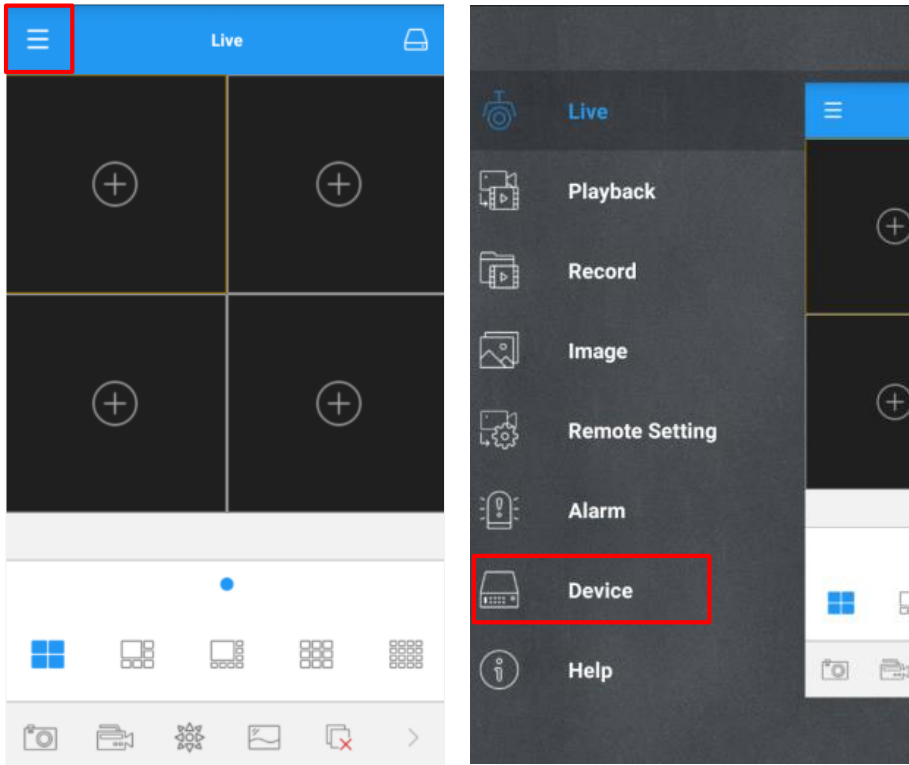 Live
Live
Playback
Record
Image
Remote Setting
Alarm
Device
Help